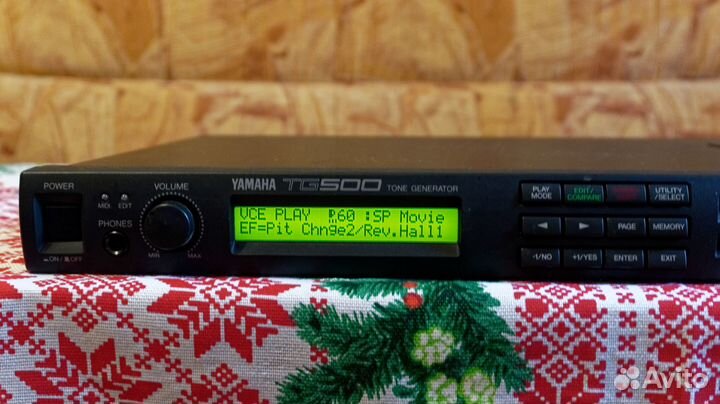 POWER
ON / OFF
MIDI EDIT
PHONES
VOLUME
MIN MAX
YAMAHA TG500 TONE GENERATOR
VCE PLAY P60 :SP Movie
EF=Pit Chnge2/Rev.Hall1
PLAY MODE
EDIT/ COMPARE
UTILITY /SELECT
◀ ▶ PAGE MEMORY
-1/NO +1/YES ENTER EXIT
Avito